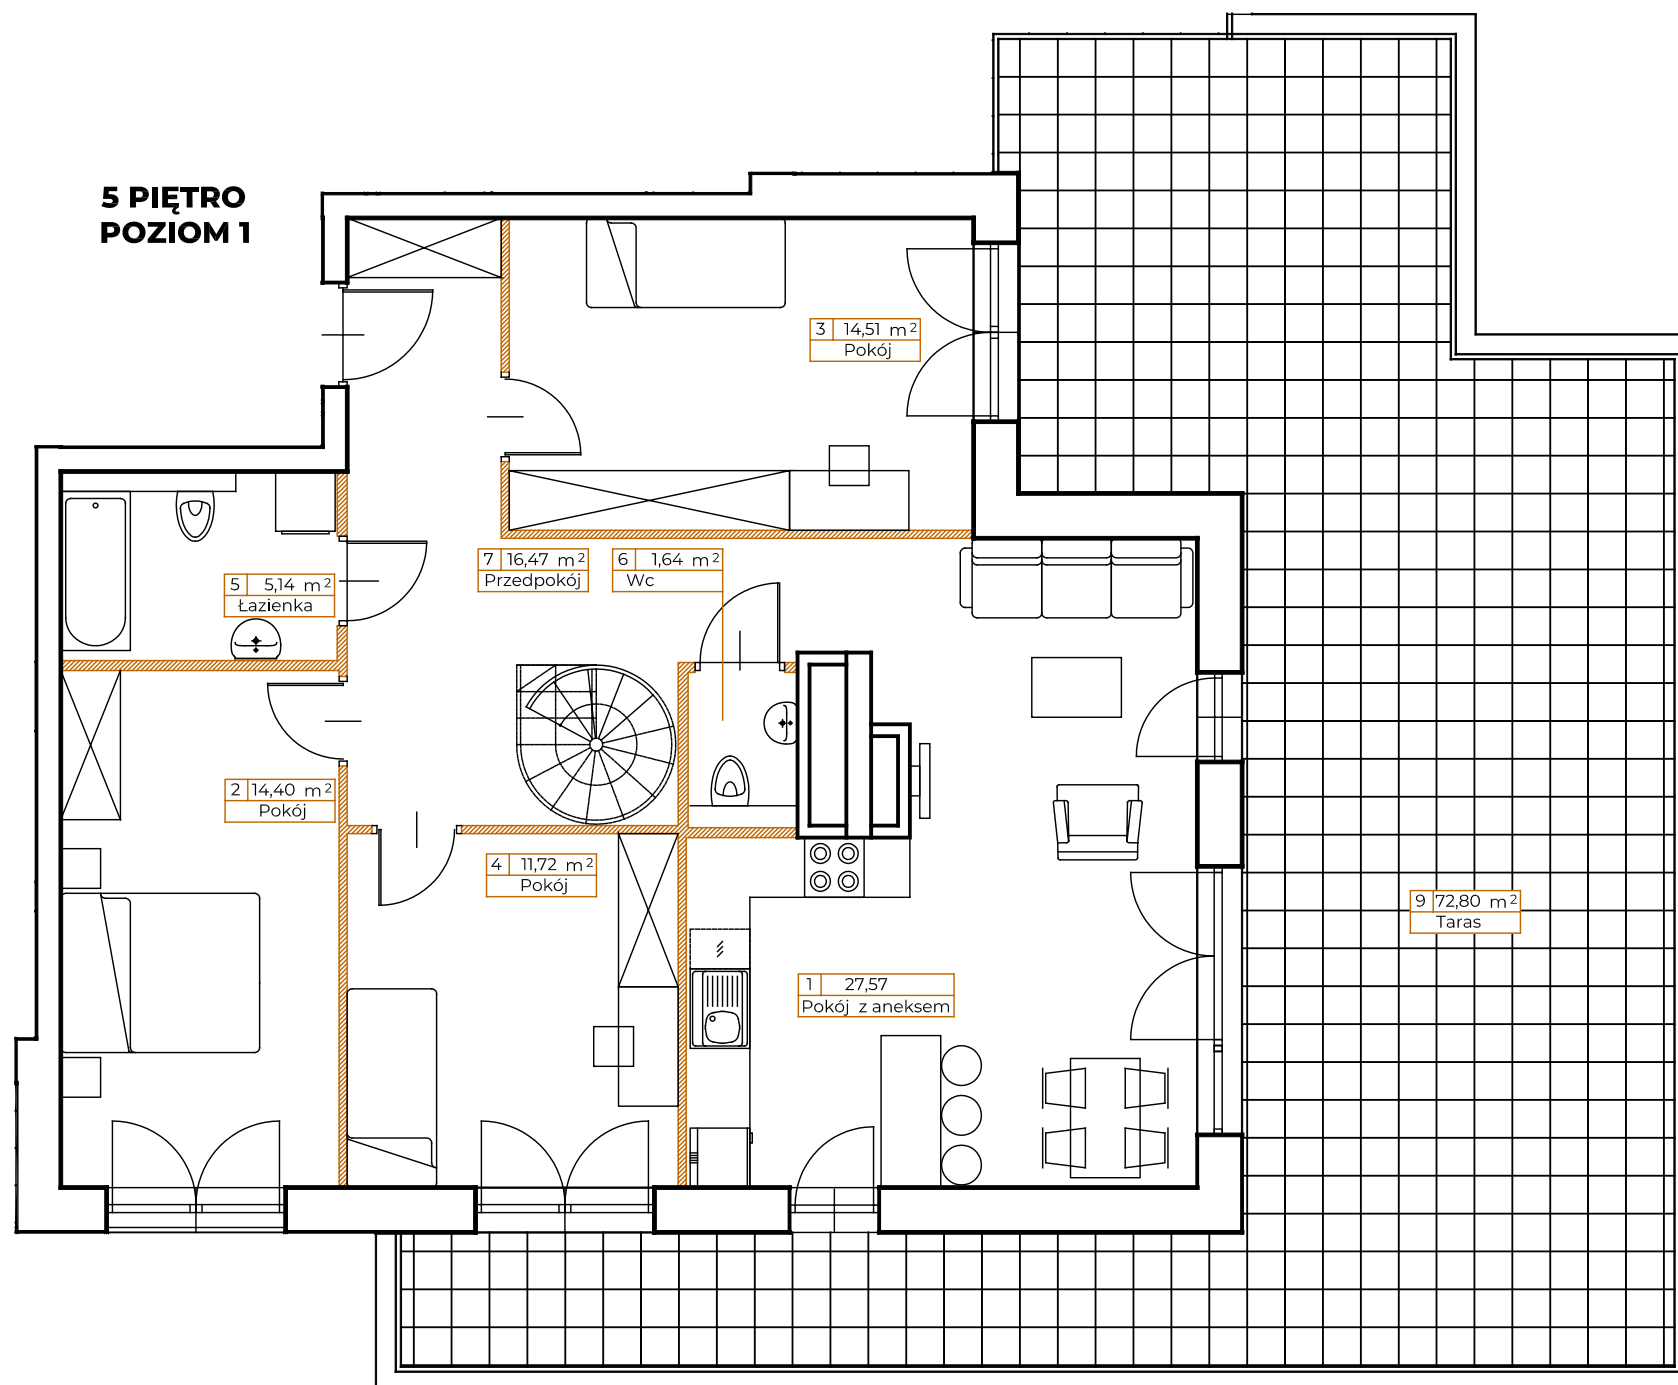 5 PIĘTRO
POZIOM 1
3 14,51 m²
Pokój
7 16,47 m²
Przedpokój
6 1,64 m²
Wc
5 5,14 m²
Łazienka
2 14,40 m²
Pokój
4 11,72 m²
Pokój
9 72,80 m²
Taras
1 27,57
Pokój z aneksem